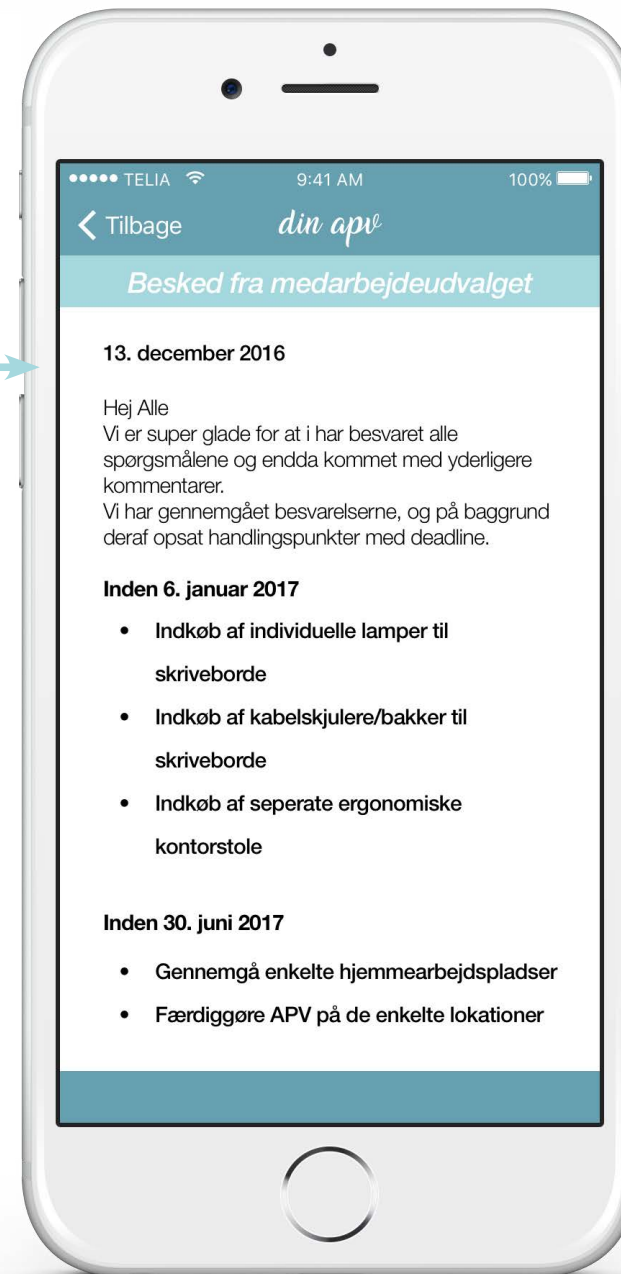 TELIA 9:41 AM 100%
Tilbage din apv
Besked fra medarbejdeudvalget
13. december 2016
Hej Alle
Vi er super glade for at i har besvaret alle
spørgsmålene og endda kommet med yderligere
kommentarer.
Vi har gennemgået besvarelserne, og på baggrund
deraf opsat handlingspunkter med deadline.
Inden 6. januar 2017
• Indkøb af individuelle lamper til
skriveborde
• Indkøb af kabelskjulere/bakker til
skriveborde
• Indkøb af seperate ergonomiske
kontorstole
Inden 30. juni 2017
• Gennemgå enkelte hjemmearbejdspladser
• Færdiggøre APV på de enkelte lokationer